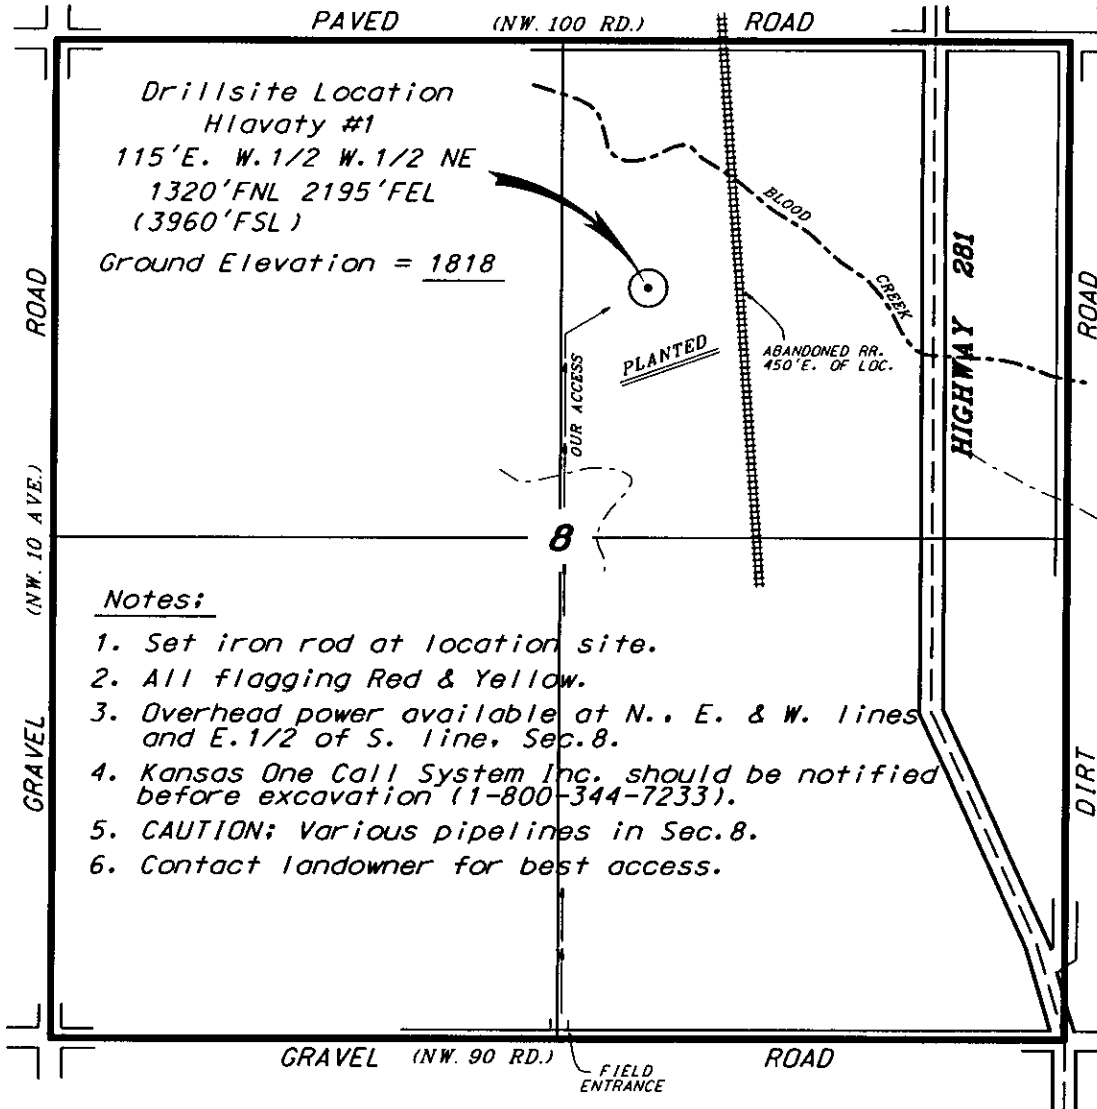 PAVED (NW. 100 RD.) ROAD
Drillsite Location
Hlavaty #1
115'E. W.1/2 W.1/2 NE
1320'FNL 2195'FEL
(3960'FSL)
Ground Elevation = 1818
BLOOD
CREEK
HIGHWAY 281
ROAD
ROAD
PLANTED
ABANDONED RR.
450'E. OF LOC.
OUR ACCESS
(NW. 10 AVE.)
8
Notes:
1. Set iron rod at location site.
2. All flagging Red & Yellow.
3. Overhead power available at N., E. & W. lines
and E.1/2 of S. line, Sec.8.
4. Kansas One Call System Inc. should be notified
before excavation (1-800-344-7233).
5. CAUTION: Various pipelines in Sec.8.
6. Contact landowner for best access.
GRAVEL
DIRT
GRAVEL (NW. 90 RD.) ROAD
FIELD
ENTRANCE